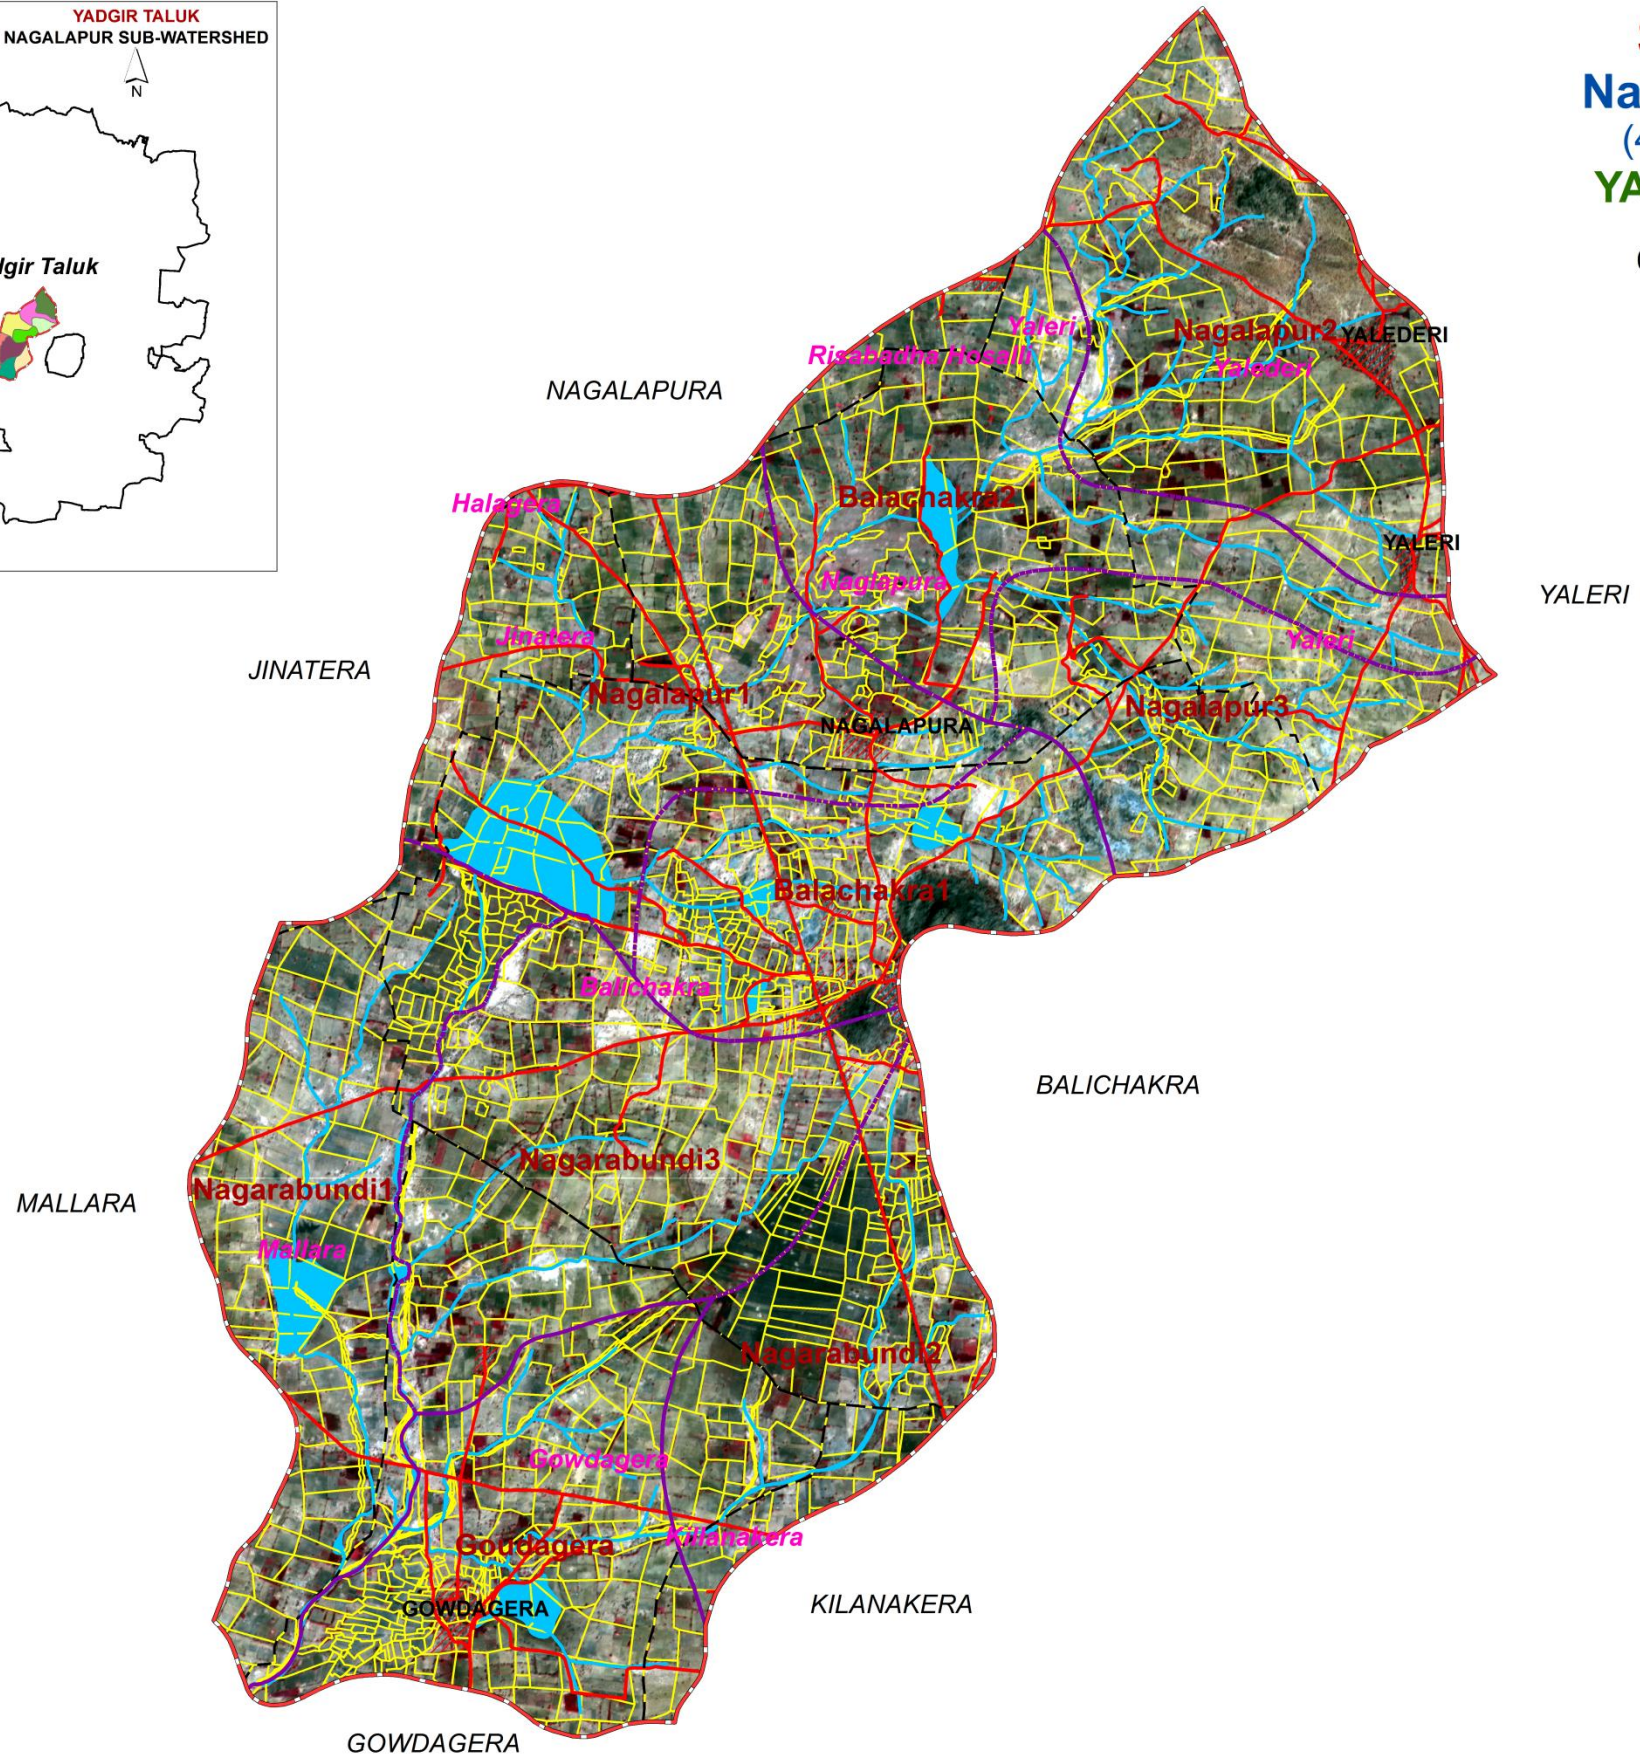 YADGIR TALUK
NAGALAPUR SUB-WATERSHED
N
Na
(4
YA
dgir Taluk
Yaleri
Nagalapur2
YALEDERI
Risabadha Hosalli
Yalederi
NAGALAPURA
Halagera
Balachakra2
YALERI
Naglapura
YALERI
Jinatera
Yaleri
JINATERA
Nagalapur1
Nagalapur3
NAGALAPURA
Balachakra1
Balichakra
BALICHAKRA
Nagarabundi3
Nagarabundi1
MALLARA
Mallara
Nagarabundi2
Gowdagera
Killanakera
Goudagera
GOWDAGERA
KILANAKERA
GOWDAGERA